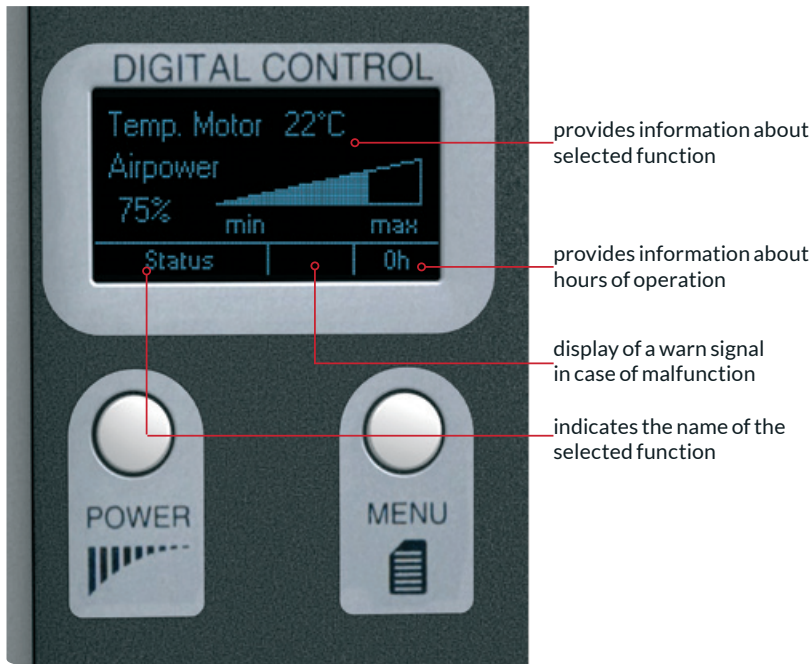 DIGITAL CONTROL
Temp. Motor 22°C
Airpower
75%
min max
Status 0h
POWER
MENU
provides information about
selected function
provides information about
hours of operation
display of a warn signal
in case of malfunction
indicates the name of the
selected function